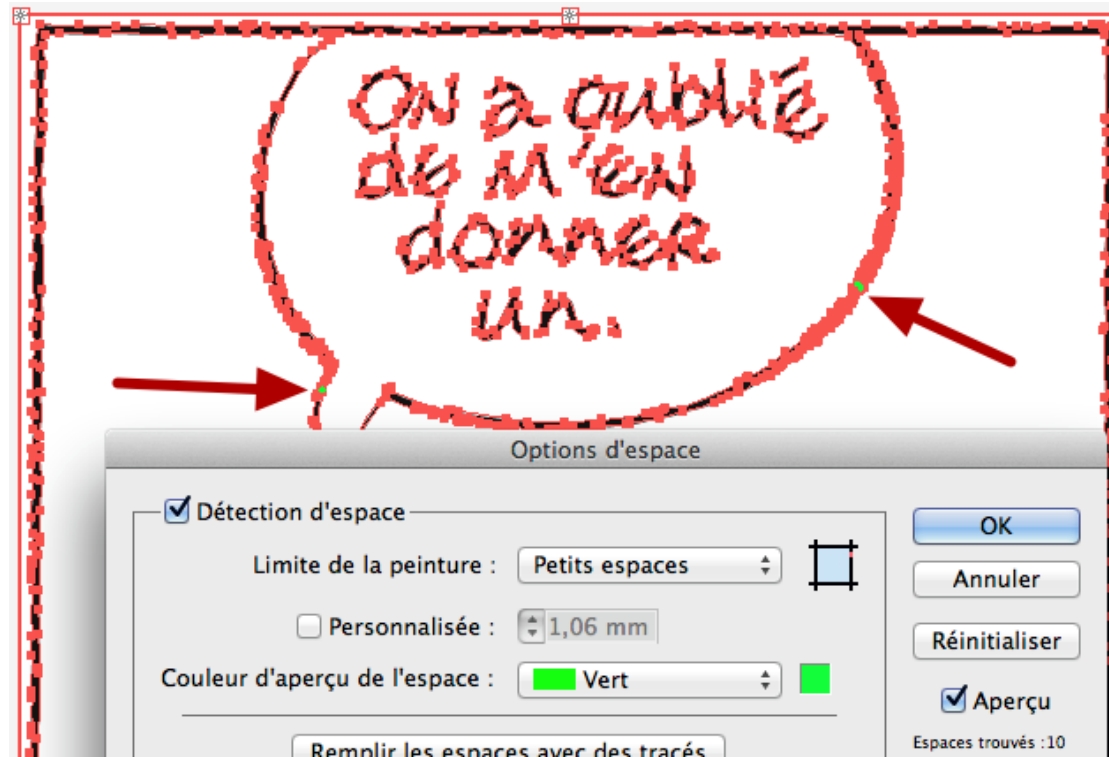 On a oublié
de m'en
donner
un.
Options d'espace
Détection d'espace
Limite de la peinture : Petits espaces
Personnalisée : 1,06 mm
Couleur d'aperçu de l'espace : Vert
Remplir les espaces avec des tracés
OK
Annuler
Réinitialiser
Aperçu
Espaces trouvés :10